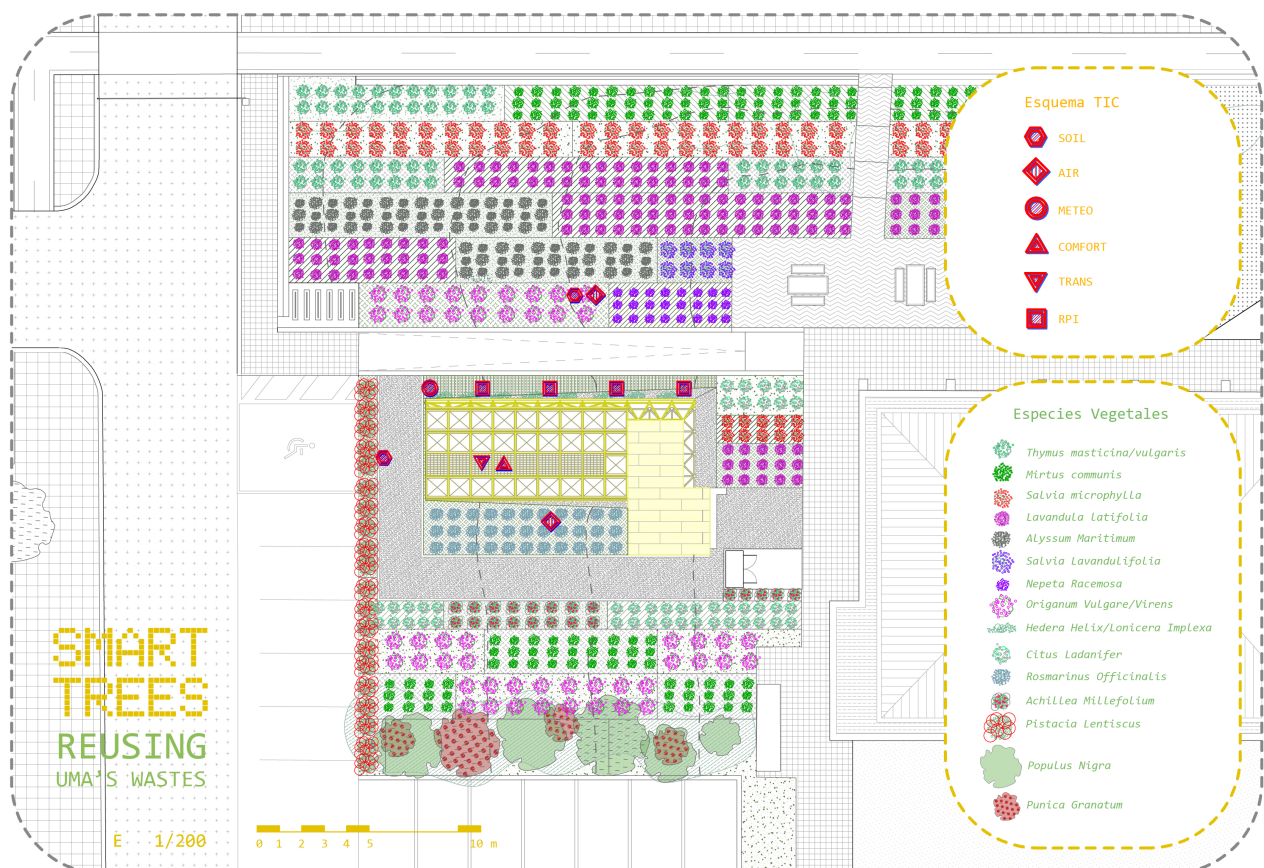 Esquema TIC
SOIL
AIR
METEO
COMFORT
TRANS
RPI
Especies Vegetales
Thymus masticina/vulgaris
Mirtus communis
Salvia microphylla
Lavandula latifolia
Alyssum Maritimum
Salvia Lavandulifolia
Nepeta Racemosa
Origanum Vulgare/Virens
Hedera Helix/Lonicera Implexa
Citus Ladanifer
Rosmarinus Officinalis
Achillea Millefolium
Pistacia Lentiscus
Populus Nigra
Punica Granatum
SMART
TREES
REUSING
UMA'S WASTES
E 1/200
0 1 2 3 4 5 10 m